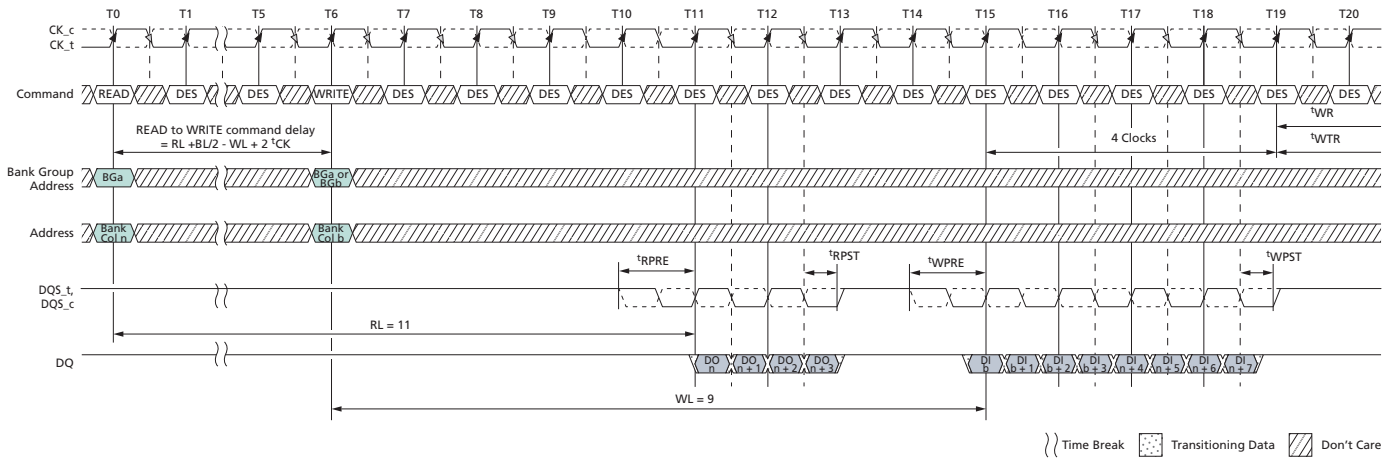 T0 T1 T5 T6 T7 T8 T9 T10 T11 T12 T13 T14 T15 T16 T17 T18 T19 T20
CK_c
CK_t
Command READ DES DES WRITE DES DES DES DES DES DES DES DES DES DES DES DES DES DES
tWR
READ to WRITE command delay
= RL +BL/2 - WL + 2 tCK
4 Clocks
tWTR
Bank Group
Address
BGa
BGa or
BGb
Address
Bank
Col n
Bank
Col b
tRPRE tRPST tWPRE tWPST
DQS_t,
DQS_c
RL = 11
DQ
DO
n
DO
n + 1
DO
n + 2
DO
n + 3
DI
b
DI
b + 1
DI
b + 2
DI
b + 3
DI
n + 4
DI
n + 5
DI
n + 6
DI
n + 7
WL = 9
Time Break Transitioning Data Don't Care